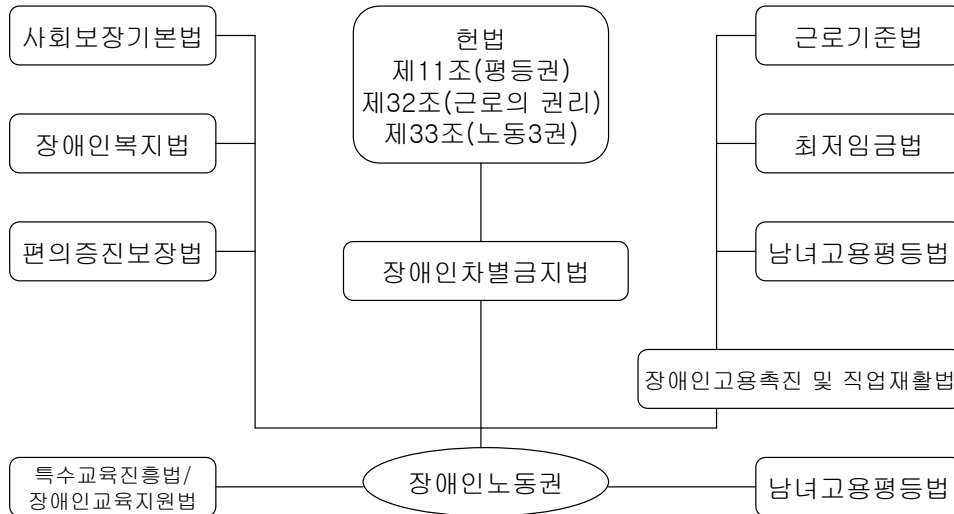 사회보장기본법
헌법
제11조(평등권)
제32조(근로의 권리)
제33조(노동3권)
근로기준법
장애인복지법
최저임금법
편의증진보장법
장애인차별금지법
남녀고용평등법
장애인고용촉진 및 직업재활법
특수교육진흥법/
장애인교육지원법
장애인노동권
남녀고용평등법